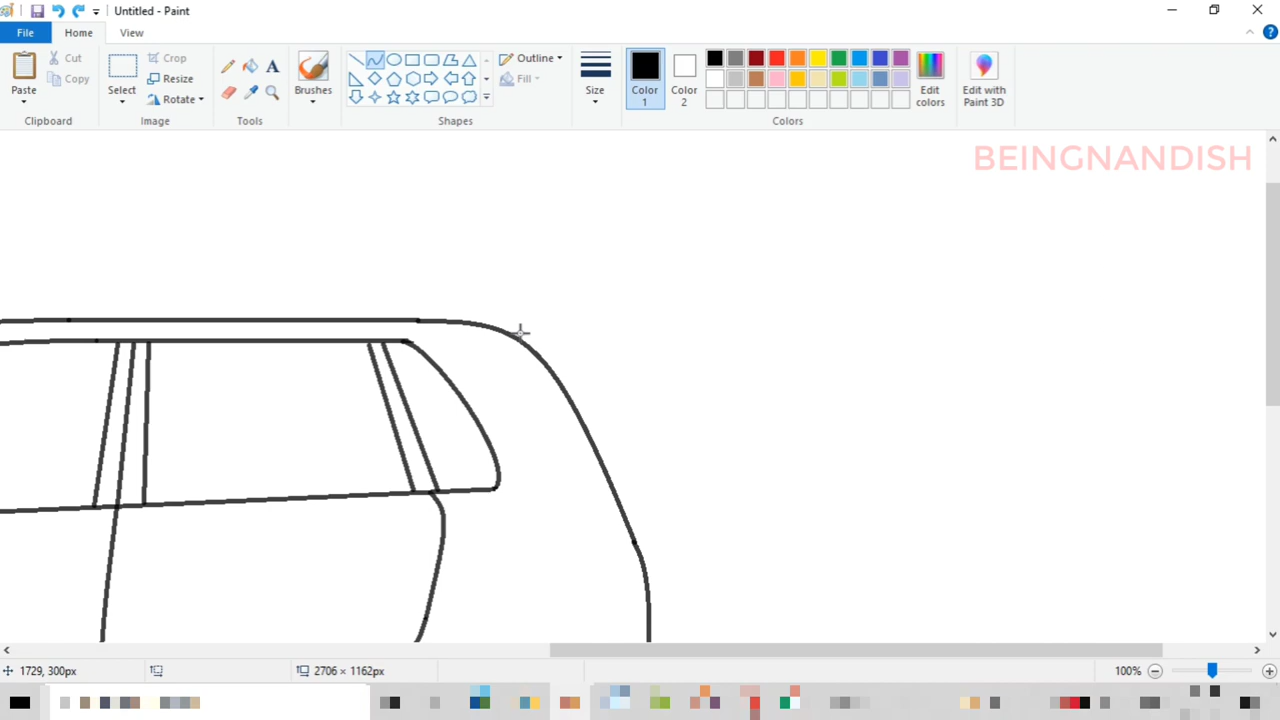 Untitled - Paint
File
Home
View
Paste
Cut
Copy
Clipboard
Select
Crop
Resize
Rotate
Image
A
Tools
Brushes
Outline
Fill
Shapes
Size
Color 1
Color 2
Edit colors
Colors
Edit with Paint 3D
BEINGNANDISH
1729, 300px
2706 × 1162px
100%